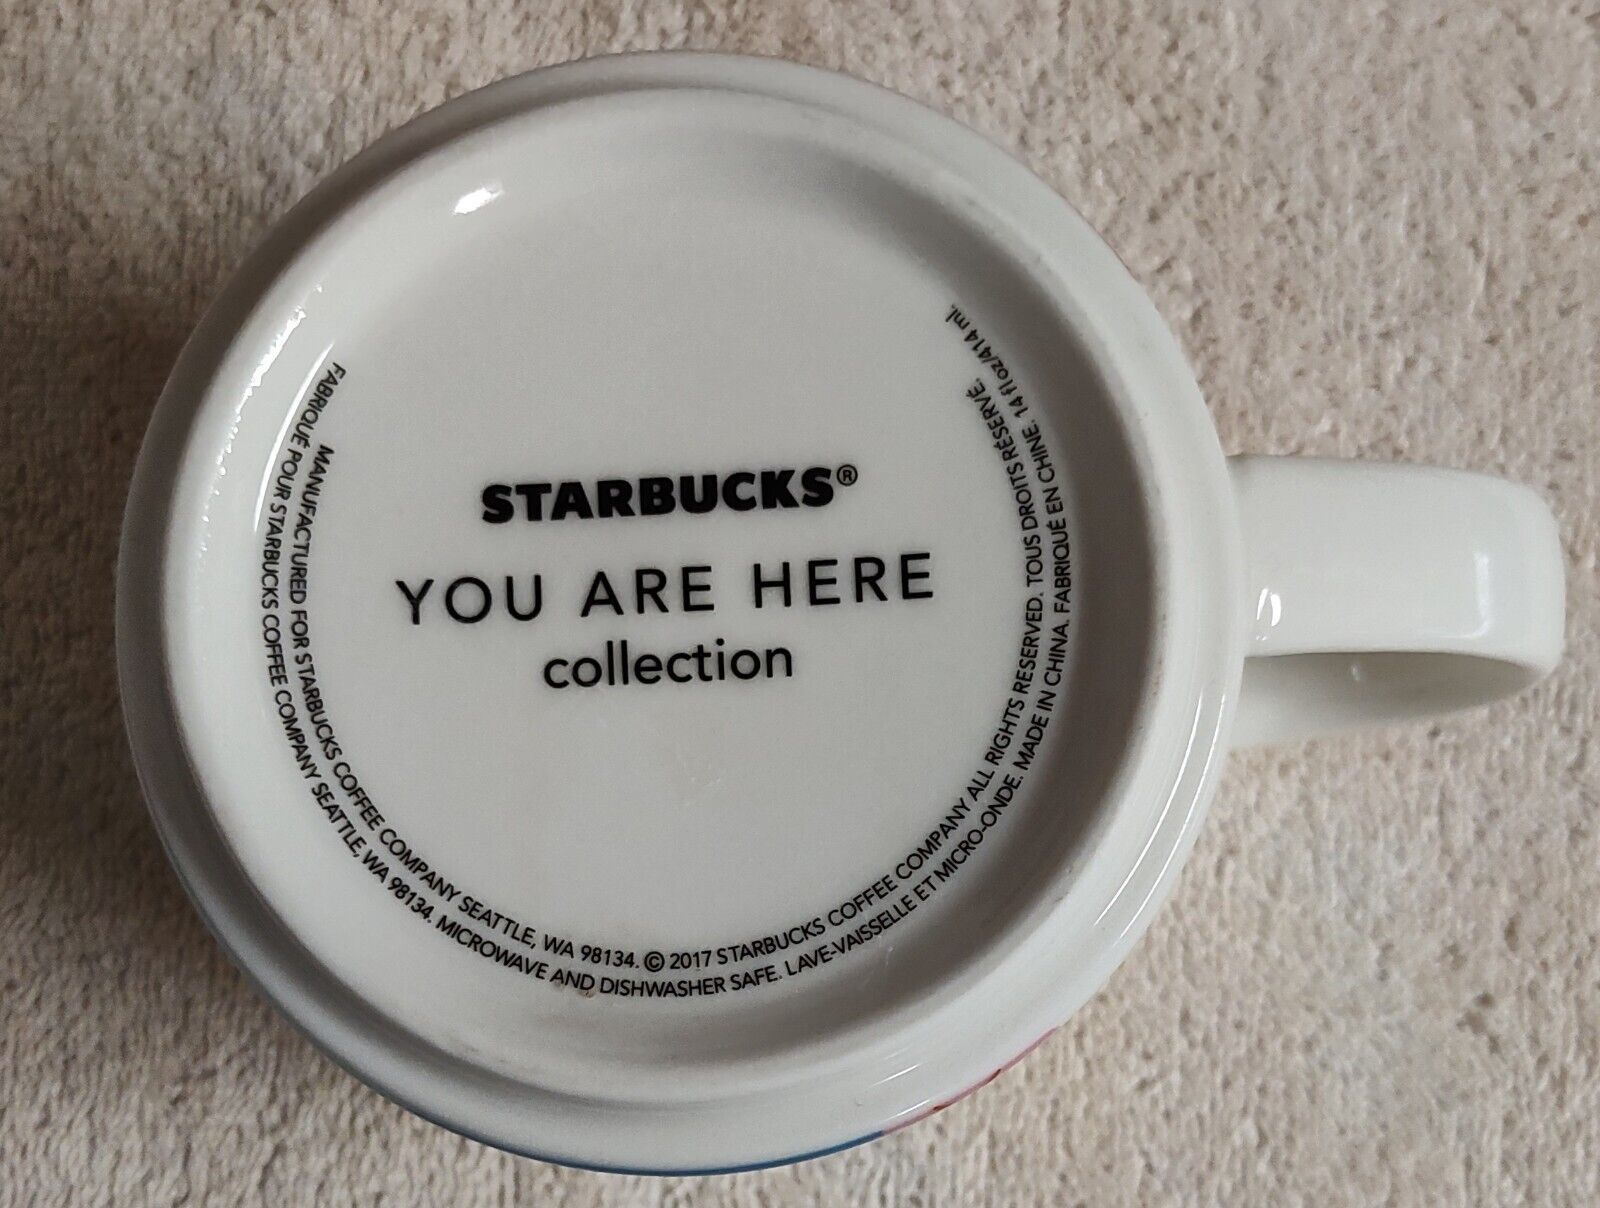 STARBUCKS®
YOU ARE HERE
collection
MANUFACTURED FOR STARBUCKS COFFEE COMPANY SEATTLE, WA 98134. © 2017 STARBUCKS COFFEE COMPANY ALL RIGHTS RESERVED. TOUS DROITS RÉSERVÉ.
FABRIQUÉ POUR STARBUCKS COFFEE COMPANY SEATTLE, WA 98134. MICROWAVE AND DISHWASHER SAFE. LAVE-VAISSELLE ET MICRO-ONDE. MADE IN CHINA. FABRIQUÉ EN CHINE. 14 fl oz/414 ml.